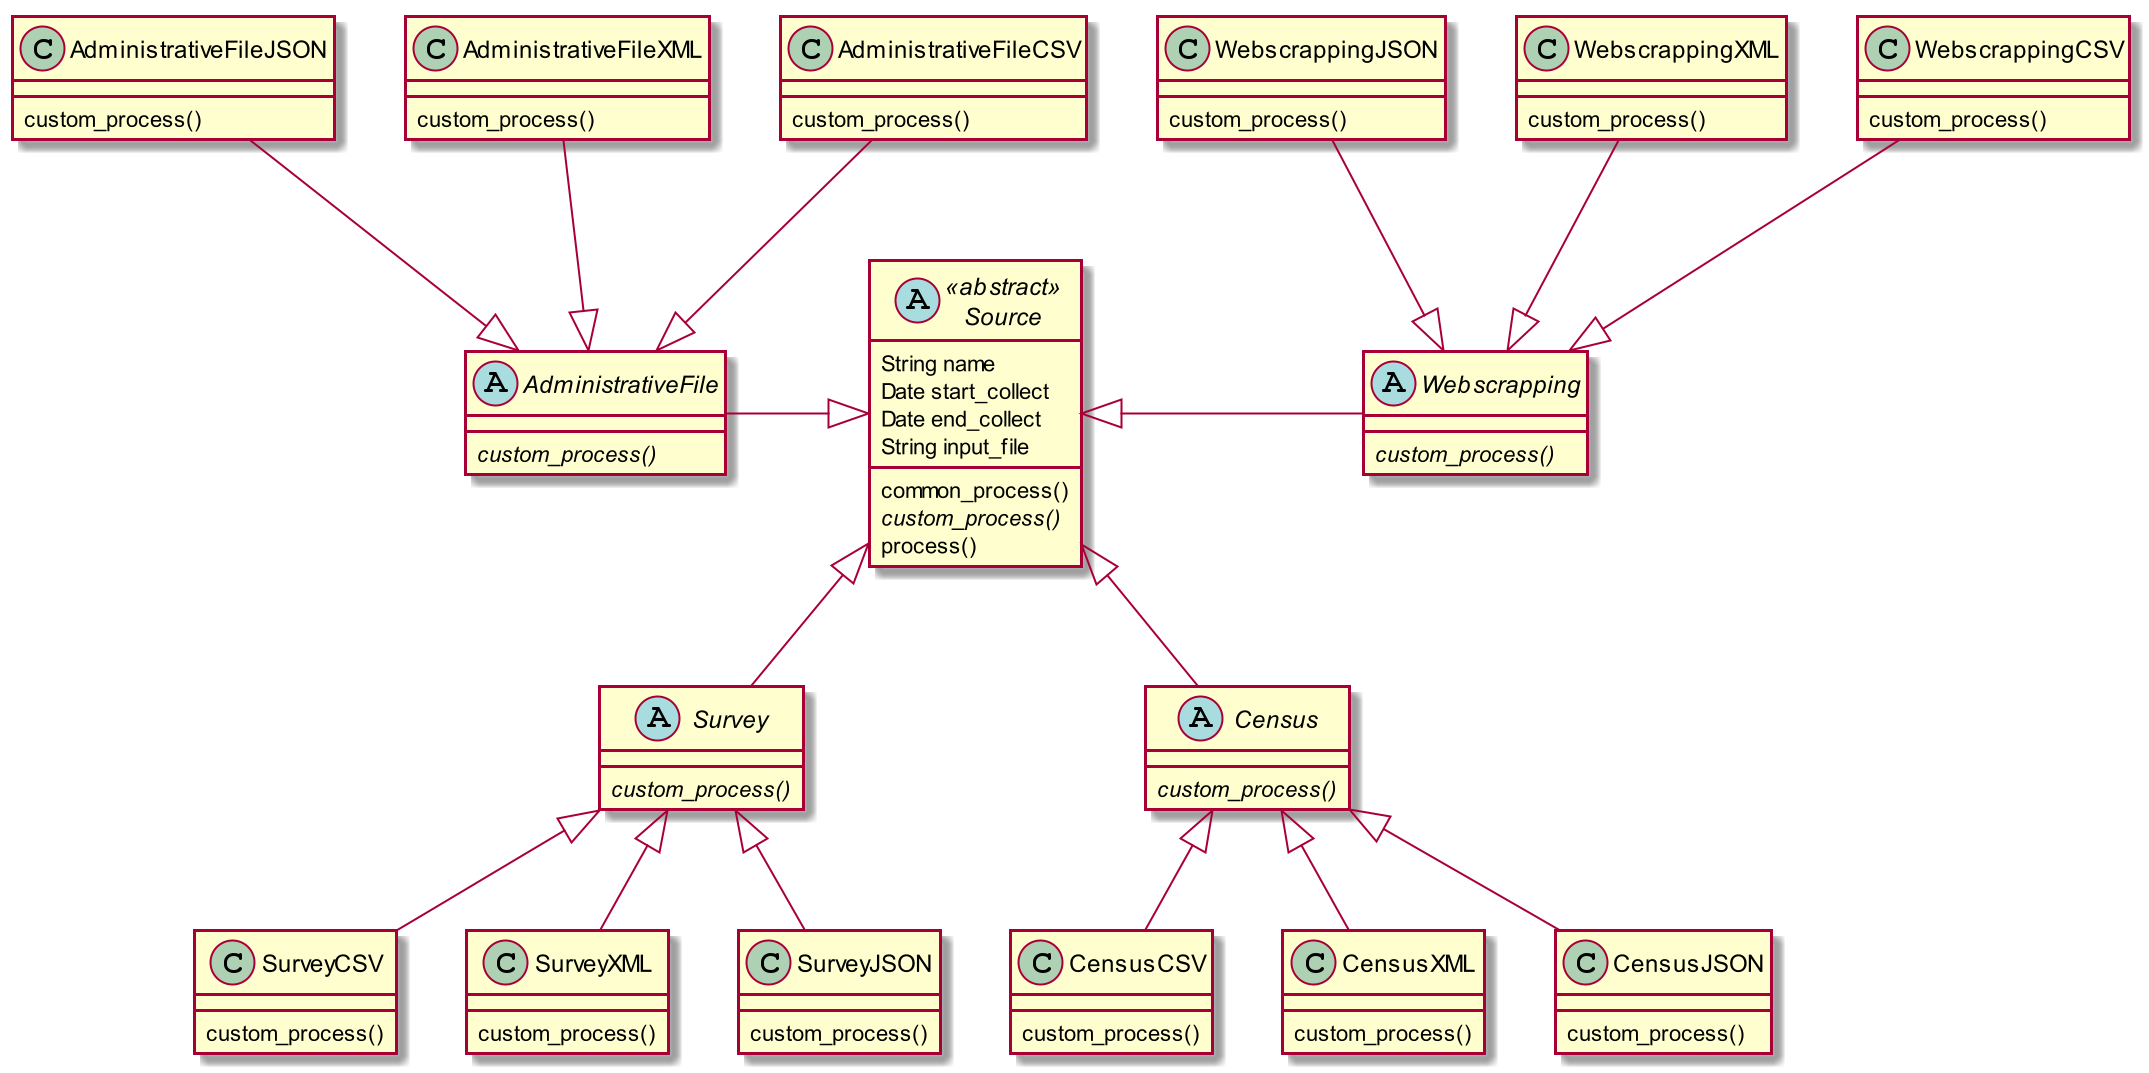 C AdministrativeFileJSON
custom_process()
C AdministrativeFileXML
custom_process()
C AdministrativeFileCSV
custom_process()
C WebscrappingJSON
custom_process()
C WebscrappingXML
custom_process()
C WebscrappingCSV
custom_process()
A «abstract»
Source
String name
Date start_collect
Date end_collect
String input_file
common_process()
custom_process()
process()
A AdministrativeFile
custom_process()
A Webscrapping
custom_process()
A Survey
custom_process()
A Census
custom_process()
C SurveyCSV
custom_process()
C SurveyXML
custom_process()
C SurveyJSON
custom_process()
C CensusCSV
custom_process()
C CensusXML
custom_process()
C CensusJSON
custom_process()